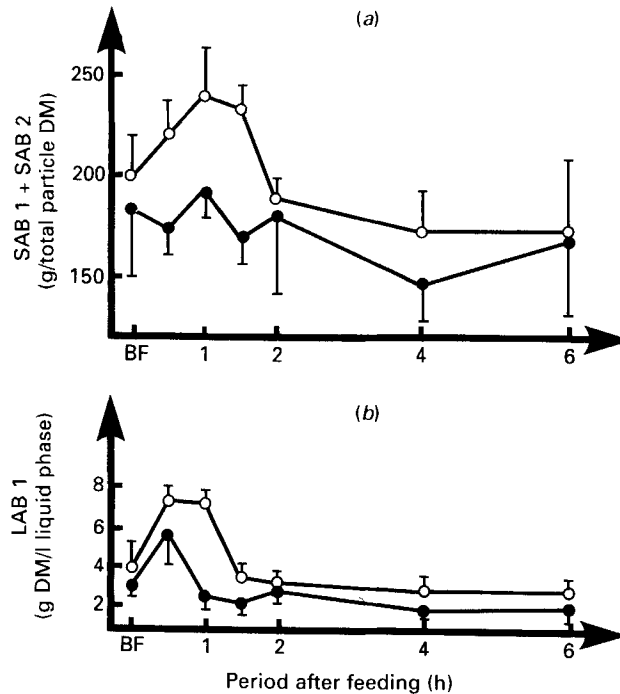 (a)
SAB 1 + SAB 2
(g/total particle DM)
250
200
150
BF 1 2 4 6
(b)
LAB 1
(g DM/l liquid phase)
8
6
4
2
BF 1 2 4 6
Period after feeding (h)